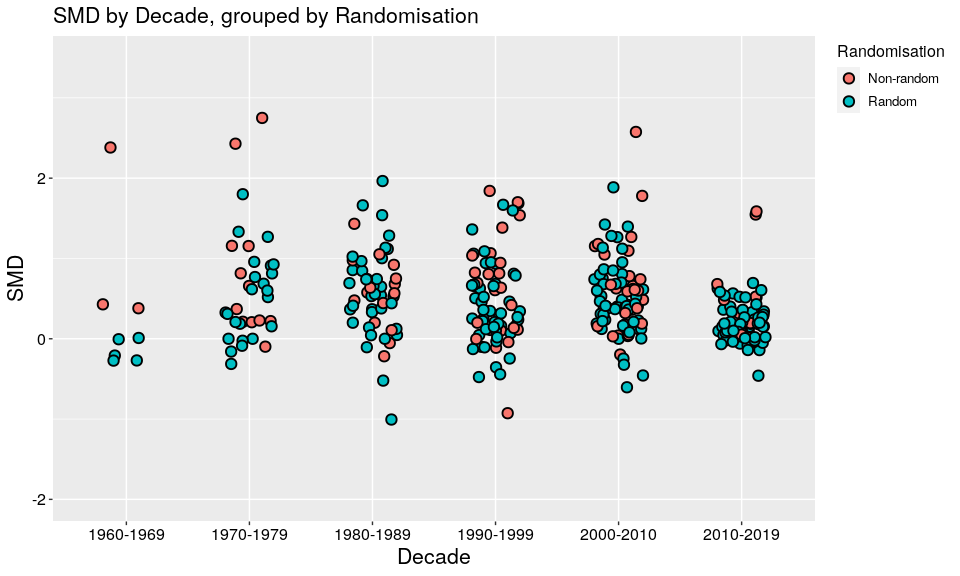 SMD by Decade, grouped by Randomisation
Randomisation
Non-random
Random
2
0
-2
SMD
1960-1969 1970-1979 1980-1989 1990-1999 2000-2010 2010-2019
Decade